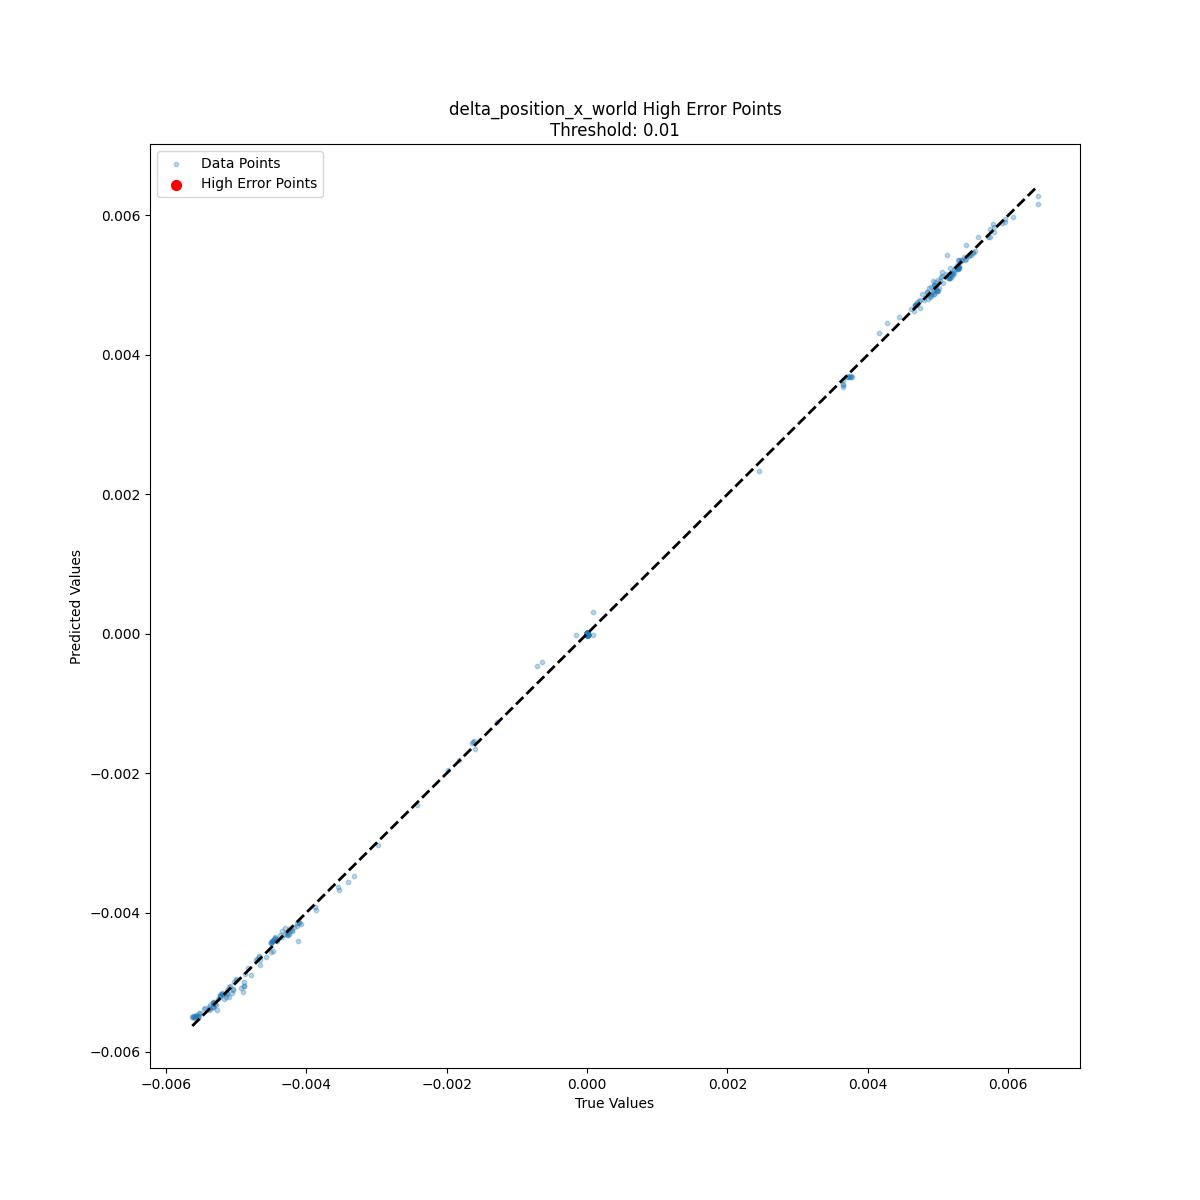 delta_position_x_world High Error Points
Threshold: 0.01
Data Points
High Error Points
0.006
0.004
0.002
0.000
−0.002
−0.004
−0.006
Predicted Values
−0.006
−0.004
−0.002
0.000
0.002
0.004
0.006
True Values